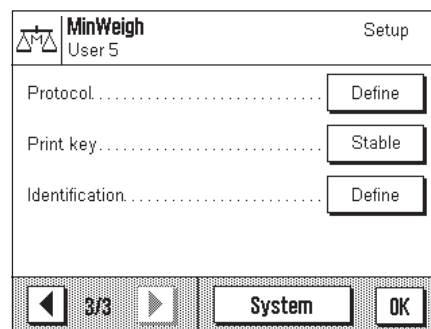 MinWeigh Setup
User 5
Protocol............................ Define
Print key............................ Stable
Identification......................... Define
3/3 System OK